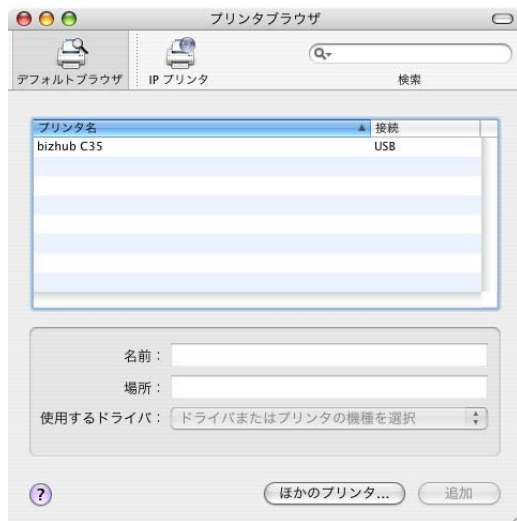 プリンタブラウザ
デフォルトブラウザ IP プリンタ 検索
プリンタ名 接続
bizhub C35 USB
名前：
場所：
使用するドライバ： ドライバまたはプリンタの機種を選択
? ほかのプリンタ... 追加